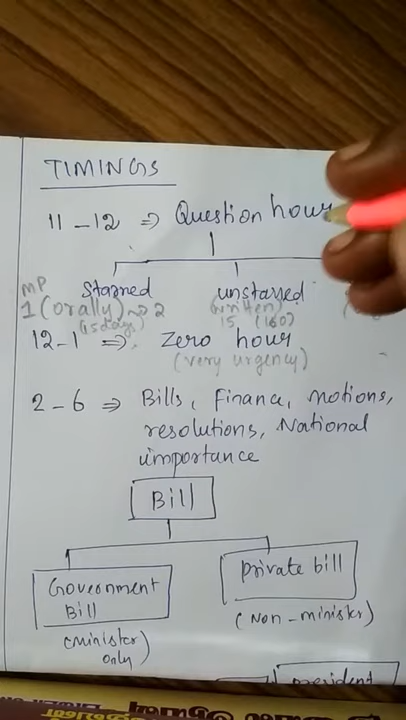 TIMINGS
11 - 12 ⇒ Question hour
Starred unstarred
MP
1 (orally) ⇒ 2 (written)
(15 days) 15 (160)
12-1 ⇒ Zero hour
(very urgency)
2 - 6 ⇒ Bills, Finance, motions,
resolutions, National
importance
Bill
Government
Bill
private bill
(Minister
only)
(Non-minister)
president